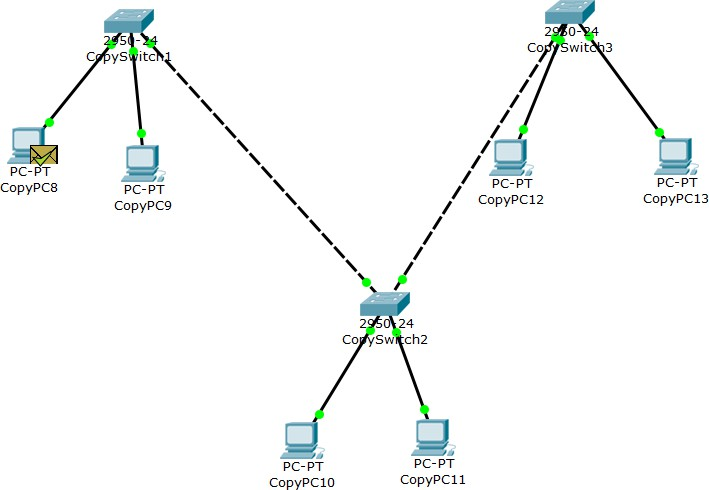 2950-24
CopySwitch1
2950-24
CopySwitch3
PC-PT
CopyPC8
PC-PT
CopyPC9
PC-PT
CopyPC12
PC-PT
CopyPC13
2950-24
CopySwitch2
PC-PT
CopyPC10
PC-PT
CopyPC11